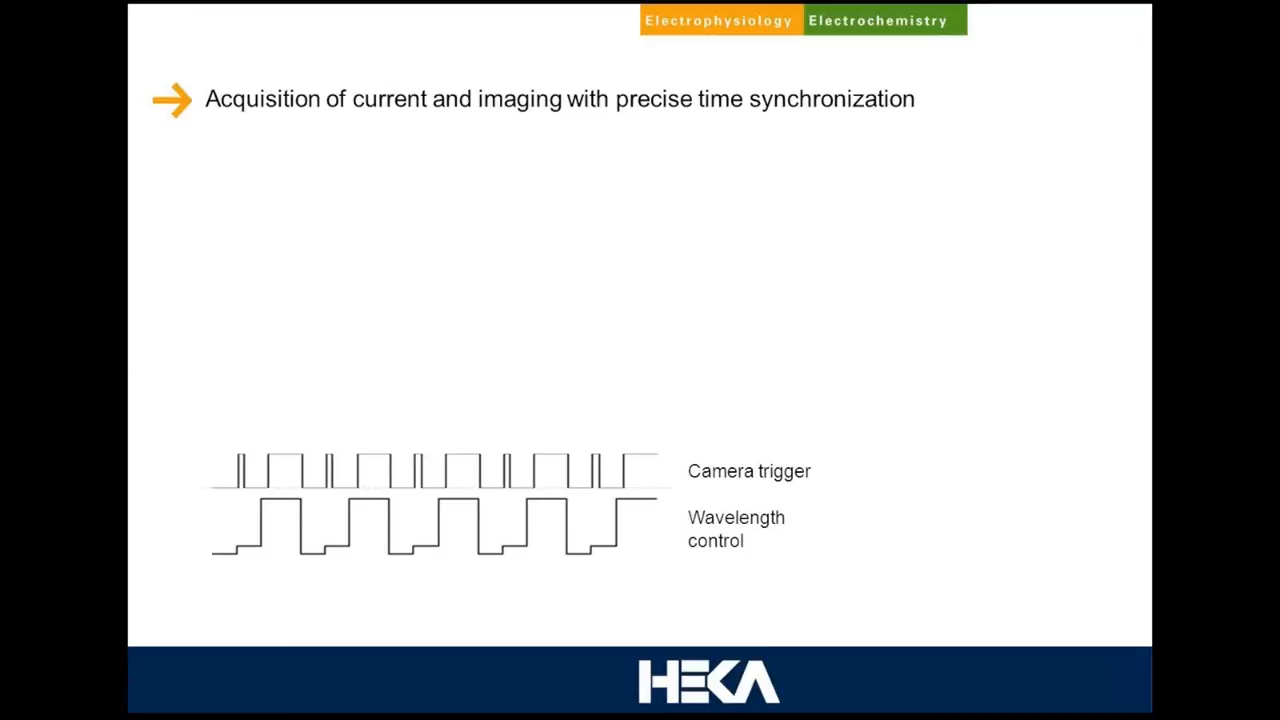 Electrophysiology Electrochemistry
Acquisition of current and imaging with precise time synchronization
Camera trigger
Wavelength
control
HEKA